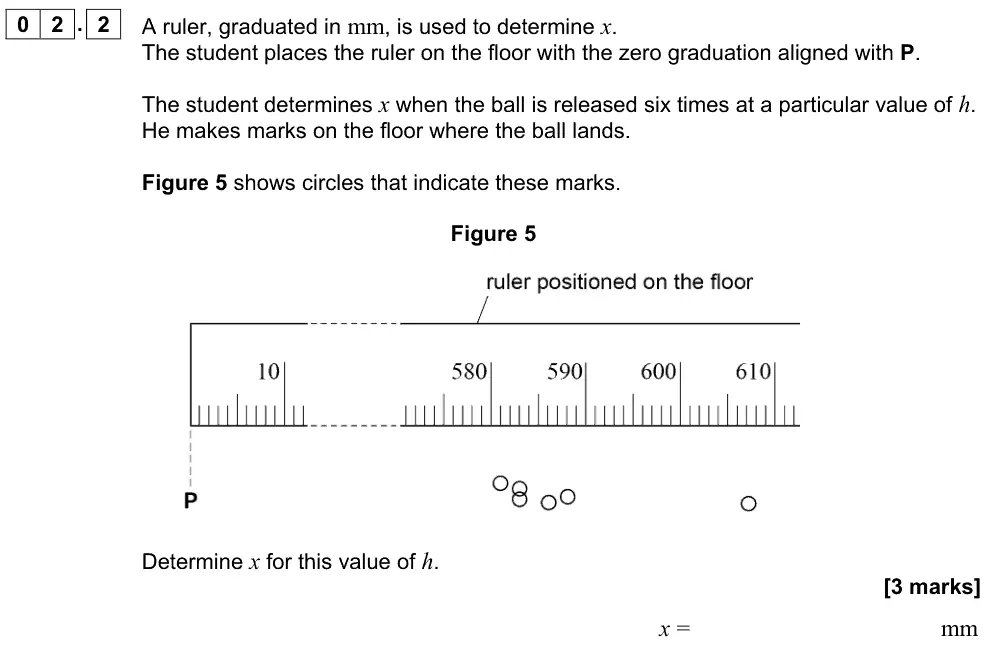 0 2 . 2 A ruler, graduated in mm, is used to determine x.
The student places the ruler on the floor with the zero graduation aligned with P.
The student determines x when the ball is released six times at a particular value of h.
He makes marks on the floor where the ball lands.
Figure 5 shows circles that indicate these marks.
Figure 5
ruler positioned on the floor
10 580 590 600 610
P
Determine x for this value of h.
[3 marks]
x = mm